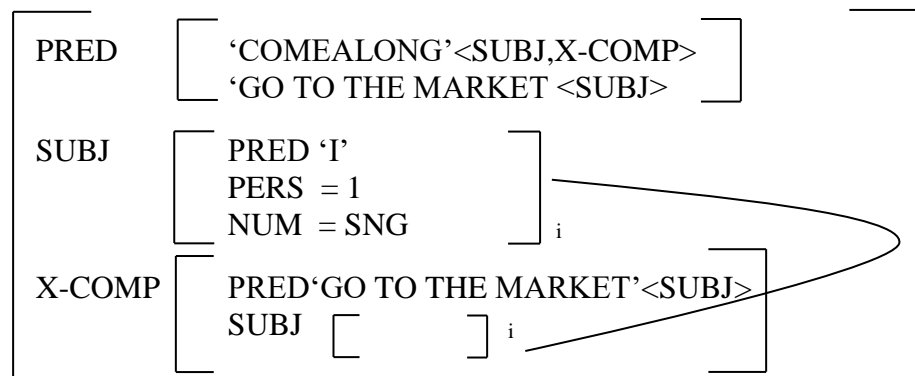 PRED ‘COMEALONG’<SUBJ,X-COMP>
‘GO TO THE MARKET <SUBJ>
SUBJ PRED ‘I’
PERS = 1
NUM = SNG
i
X-COMP PRED‘GO TO THE MARKET’<SUBJ>
SUBJ i